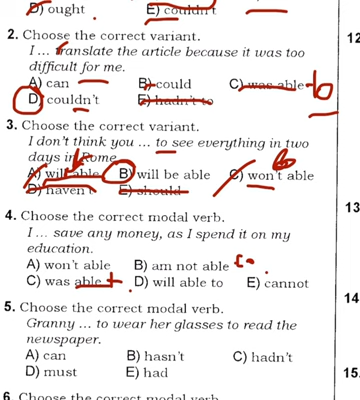 D) ought E) couldn't
2. Choose the correct variant.
I … translate the article because it was too
difficult for me.
A) can B) could C) was able
D) couldn't E) hadn't to
b
3. Choose the correct variant.
I don't think you … to see everything in two
days in Rome
A) will able B) will be able C) won't able
D) haven't E) should
4. Choose the correct modal verb.
I … save any money, as I spend it on my
education.
A) won't able B) am not able
C) was able D) will able to E) cannot
5. Choose the correct modal verb.
Granny … to wear her glasses to read the
newspaper.
A) can B) hasn't C) hadn't
D) must E) had
6. Choose the correct modal verb
12
13
14
15.